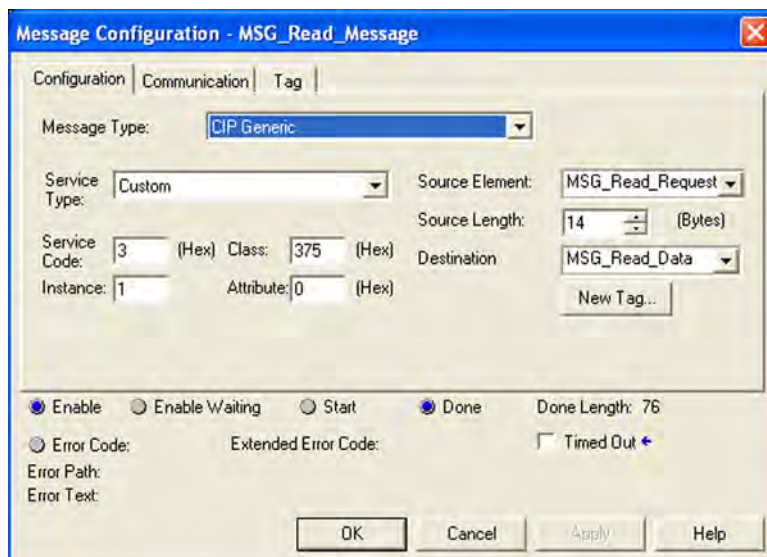 Message Configuration - MSG_Read_Message
Configuration Communication Tag
Message Type: CIP Generic
Service Type: Custom
Source Element: MSG_Read_Request
Source Length: 14 (Bytes)
Service Code: 3 (Hex) Class: 375 (Hex)
Destination MSG_Read_Data
Instance: 1 Attribute: 0 (Hex)
New Tag...
Enable Enable Waiting Start Done Done Length: 76
Error Code: Extended Error Code: Timed Out
Error Path:
Error Text:
OK Cancel Apply Help